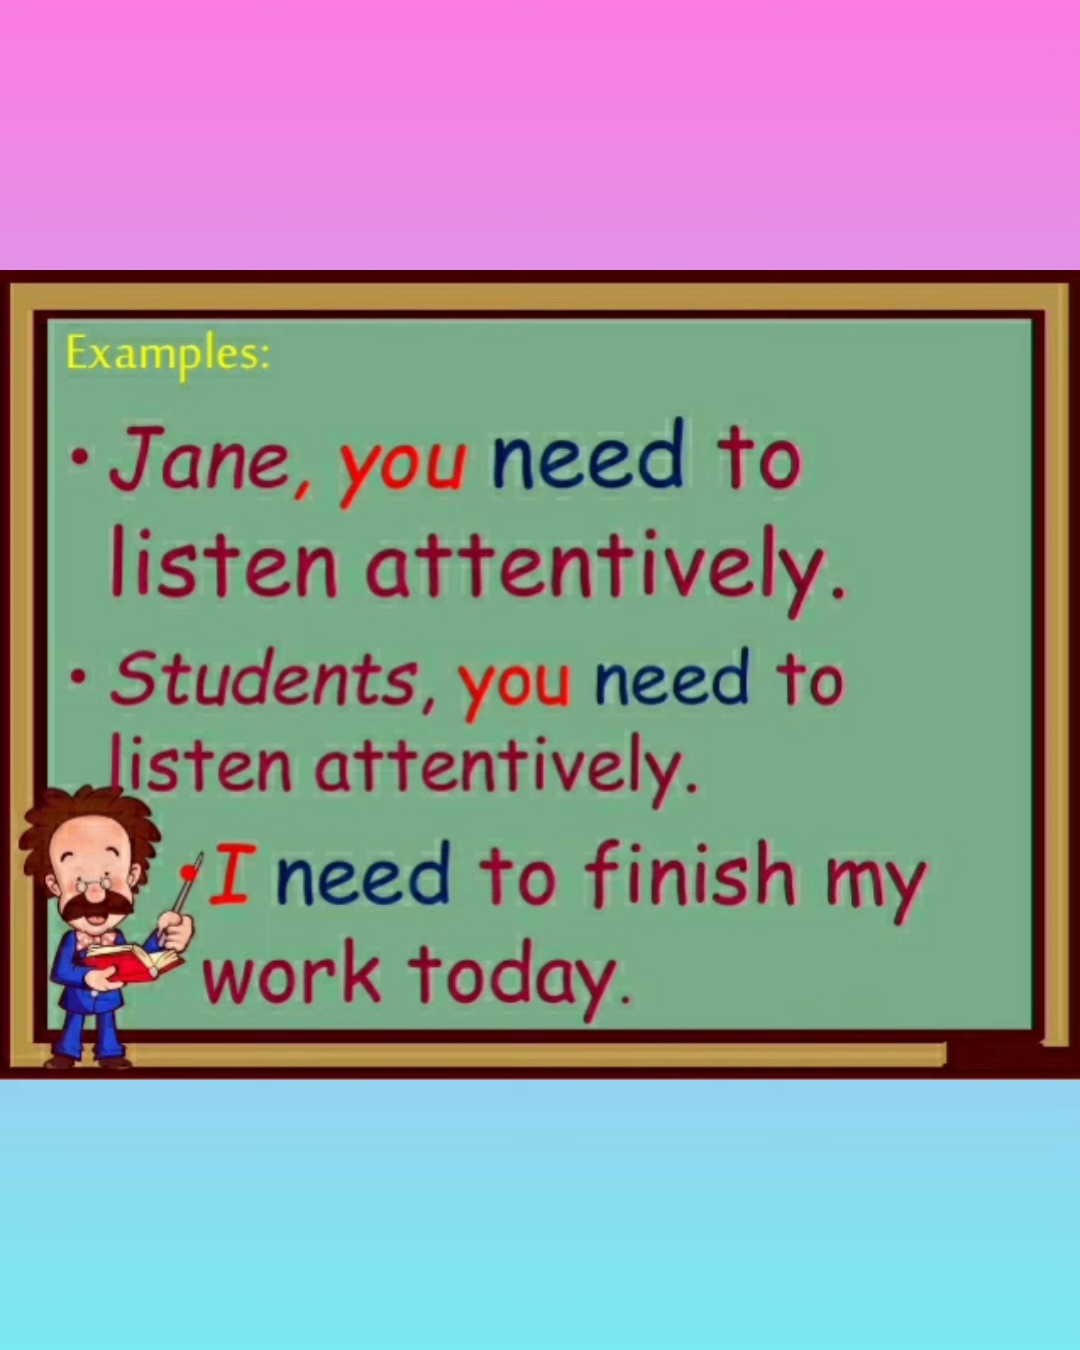 Examples:
• Jane, you need to
listen attentively.
• Students, you need to
listen attentively.
• I need to finish my
work today.